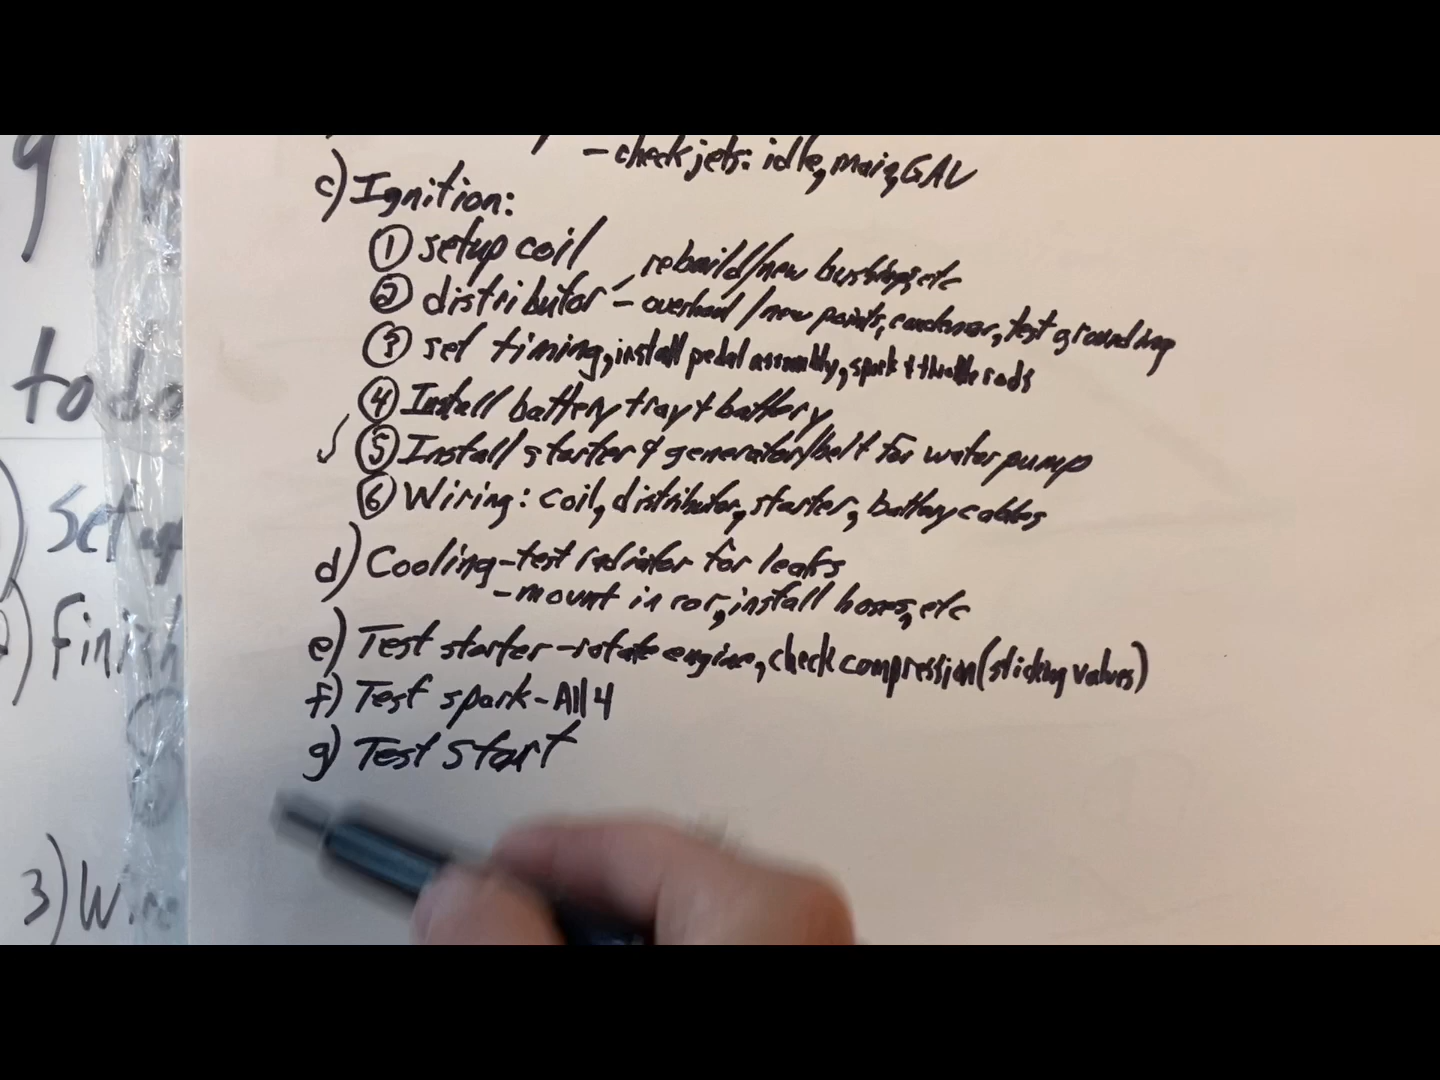 - check jets: idle, main, GAV
c) Ignition:
① setup coil
rebuild/new bushings, etc
② distributor - overhaul/new points, condenser, test grounding
③ set timing, install pedal assembly, spark & throttle rods
④ Install battery tray & battery
✓ ⑤ Install starter & generator/belt for water pump
⑥ Wiring: coil, distributor, starter, battery cables
d) Cooling - test radiator for leaks
- mount in car, install hoses, etc
e) Test starter - rotate engine, check compression (sticking valves)
f) Test spark - All 4
g) Test Start
to do
Set up
Finish
3) Wi